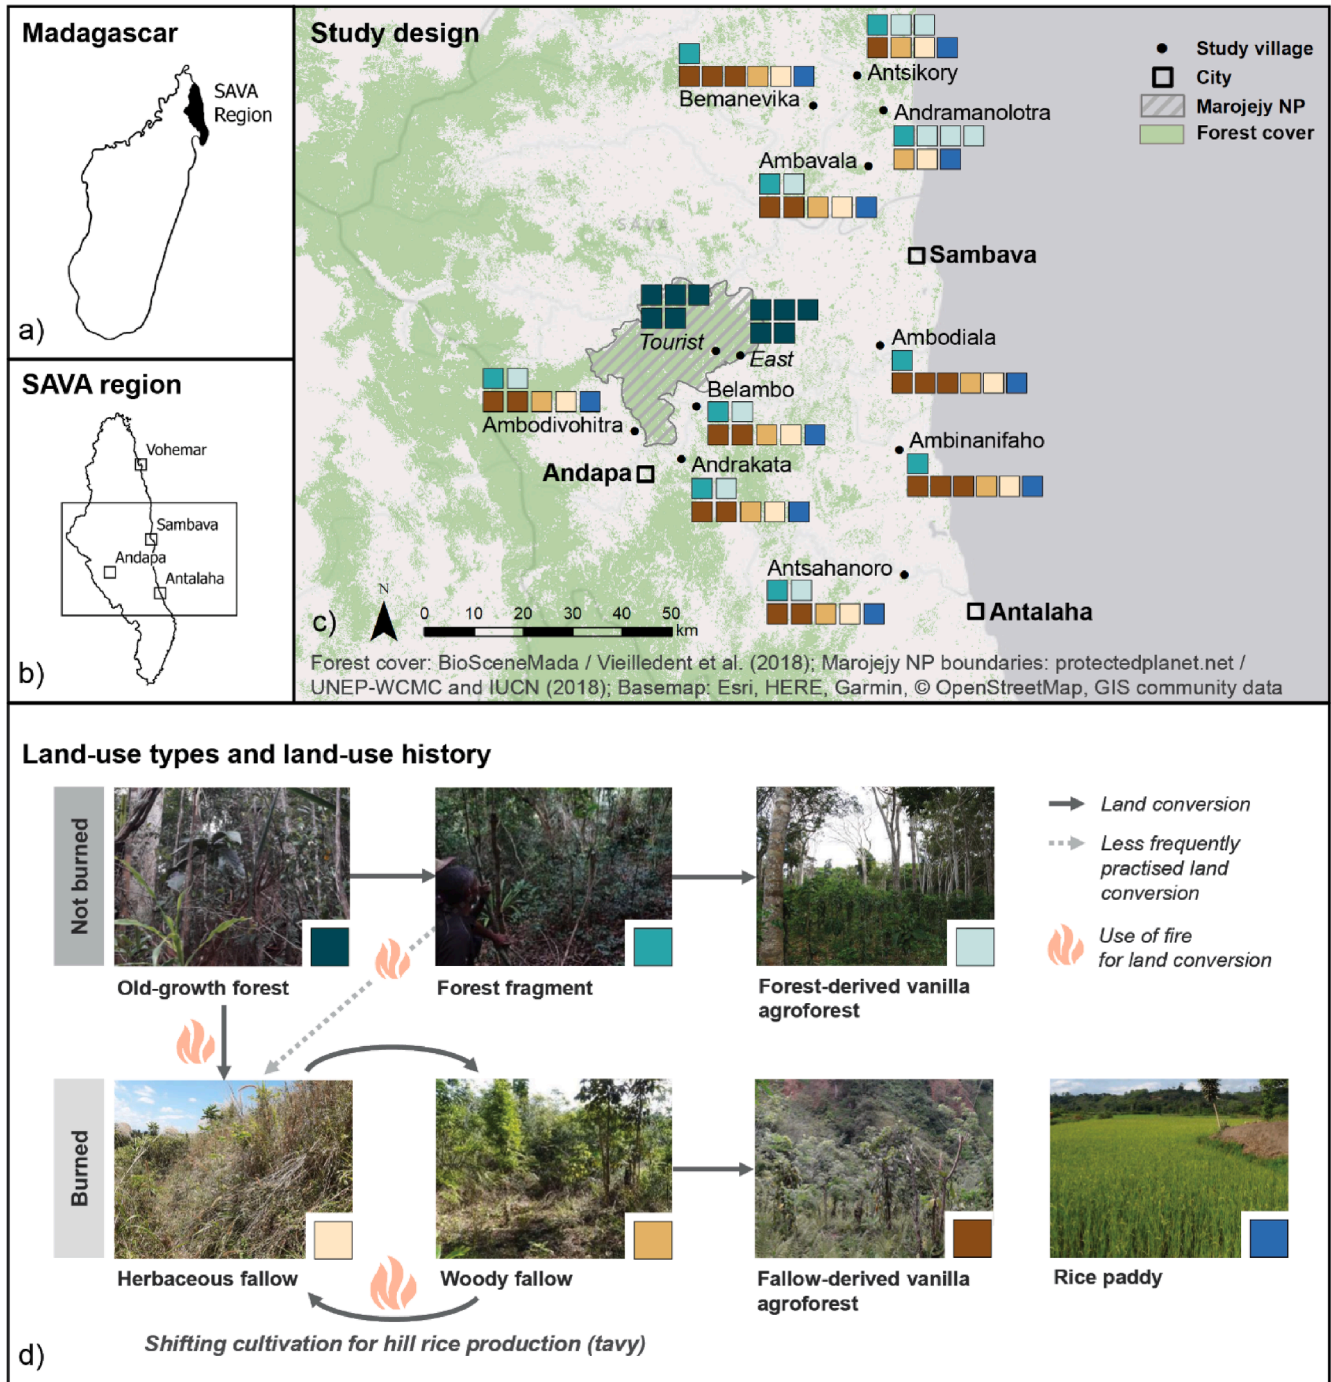 Madagascar
SAVA
Region
a)
SAVA region
Vohemar
Sambava
Andapa
Antalaha
b)
Study design
Study village
City
Marojejy NP
Forest cover
Antsikory
Bemanevika
Andramanolotra
Ambavala
SAVA
Sambava
Tourist
East
Ambodiala
Belambo
Ambodivohitra
Ambinanifaho
Andrakata
Andapa
Antsahanoro
Antalaha
N
0 10 20 30 40 50
km
c)
Forest cover: BioSceneMada / Vieilledent et al. (2018); Marojejy NP boundaries: protectedplanet.net /
UNEP-WCMC and IUCN (2018); Basemap: Esri, HERE, Garmin, © OpenStreetMap, GIS community data
Land-use types and land-use history
Not burned
Old-growth forest
Forest fragment
Forest-derived vanilla
agroforest
Land conversion
Less frequently
practised land
conversion
Use of fire
for land conversion
Burned
Herbaceous fallow
Woody fallow
Fallow-derived vanilla
agroforest
Rice paddy
Shifting cultivation for hill rice production (tavy)
d)